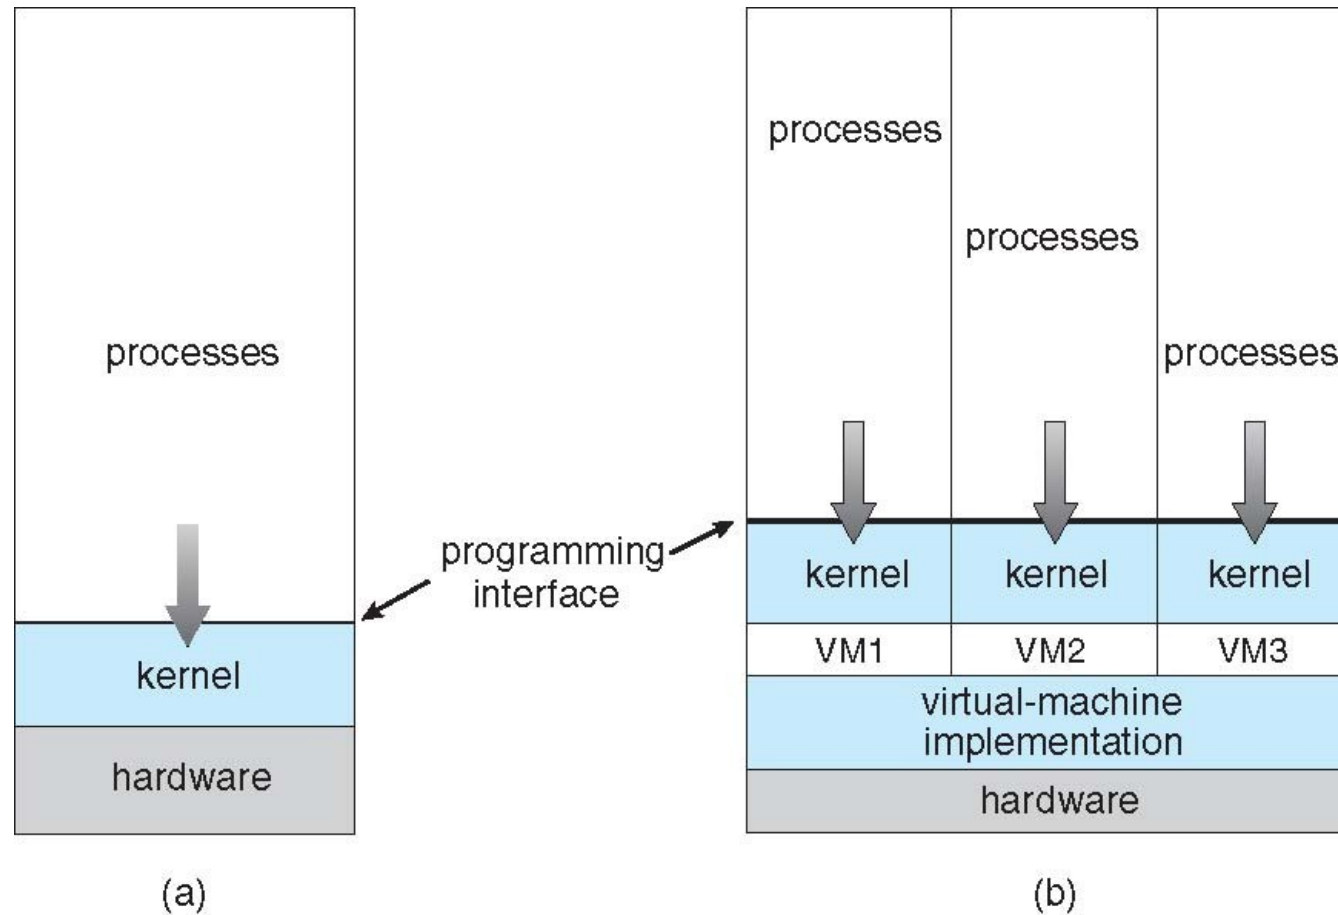 processes
kernel
hardware
(a)
programming
interface
processes
processes
processes
kernel
kernel
kernel
VM1
VM2
VM3
virtual-machine
implementation
hardware
(b)